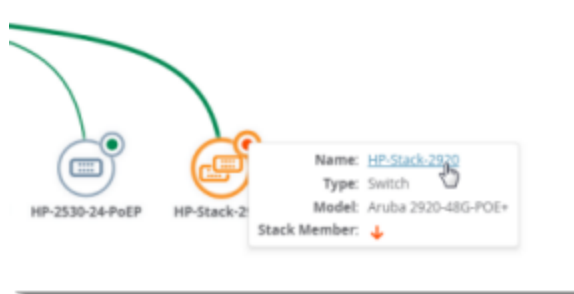 HP-2530-24-PoEP
HP-Stack-2
Name: HP-Stack-2920
Type: Switch
Model: Aruba 2920-48G-POE+
Stack Member: